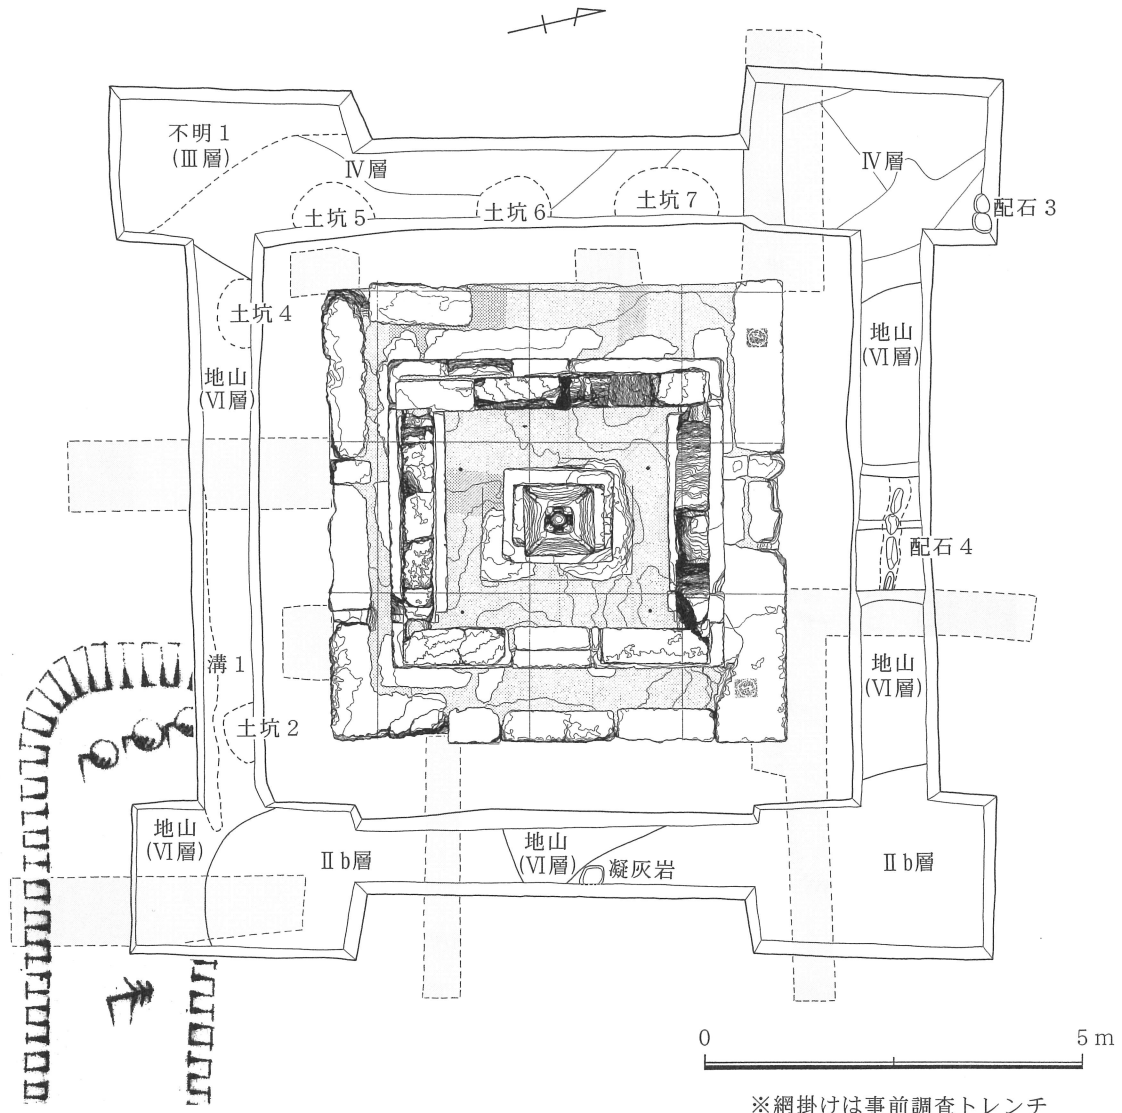 不明1
(Ⅲ層)
Ⅳ層
土坑5
土坑6
土坑7
Ⅳ層
配石3
土坑4
地山
(Ⅵ層)
地山
(Ⅵ層)
配石4
溝1
土坑2
地山
(Ⅵ層)
地山
(Ⅵ層)
Ⅱb層
地山
(Ⅵ層)
凝灰岩
Ⅱb層
0
5m
※網掛けは事前調査トレンチ